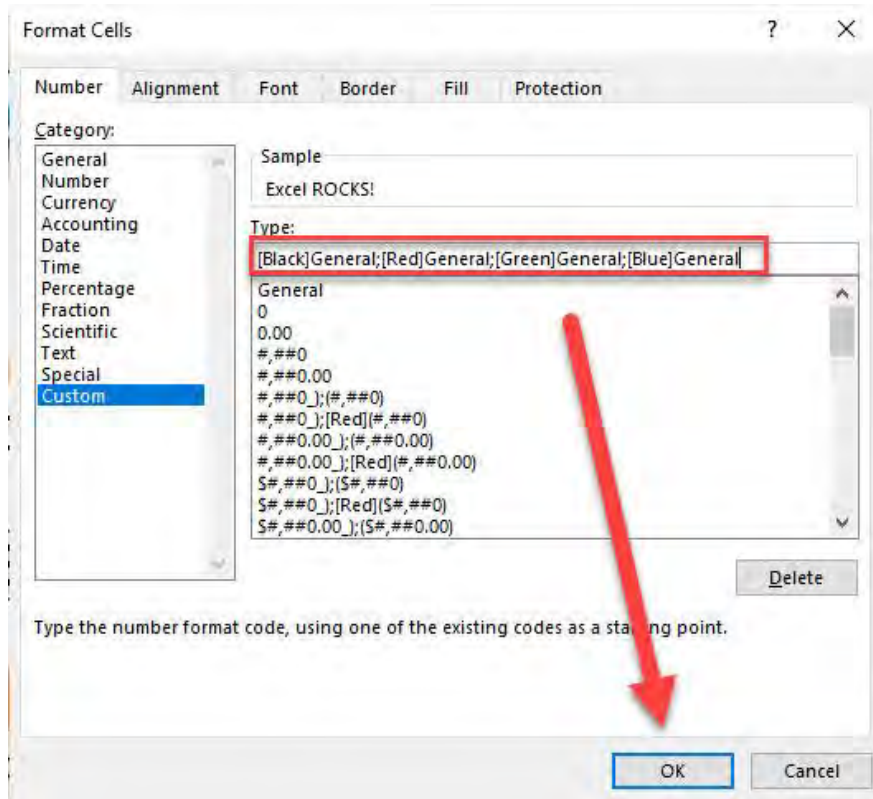 Format Cells ? ×
Number Alignment Font Border Fill Protection
Category:
General
Number
Currency
Accounting
Date
Time
Percentage
Fraction
Scientific
Text
Special
Custom
Sample
Excel ROCKS!
Type:
[Black]General;[Red]General;[Green]General;[Blue]General
General
0
0.00
#,##0
#,##0.00
#,##0_);(#,##0)
#,##0_);[Red](#,##0)
#,##0.00_);(#,##0.00)
#,##0.00_);[Red](#,##0.00)
$#,##0_);($#,##0)
$#,##0_);[Red]($#,##0)
$#,##0.00_);($#,##0.00)
Delete
Type the number format code, using one of the existing codes as a point.
OK Cancel